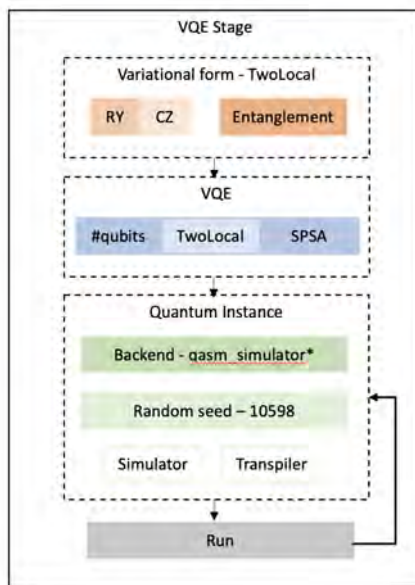 VQE Stage
Variational form - TwoLocal
RY CZ Entanglement
VQE
#qubits TwoLocal SPSA
Quantum Instance
Backend - qasm_simulator*
Random seed – 10598
Simulator Transpiler
Run